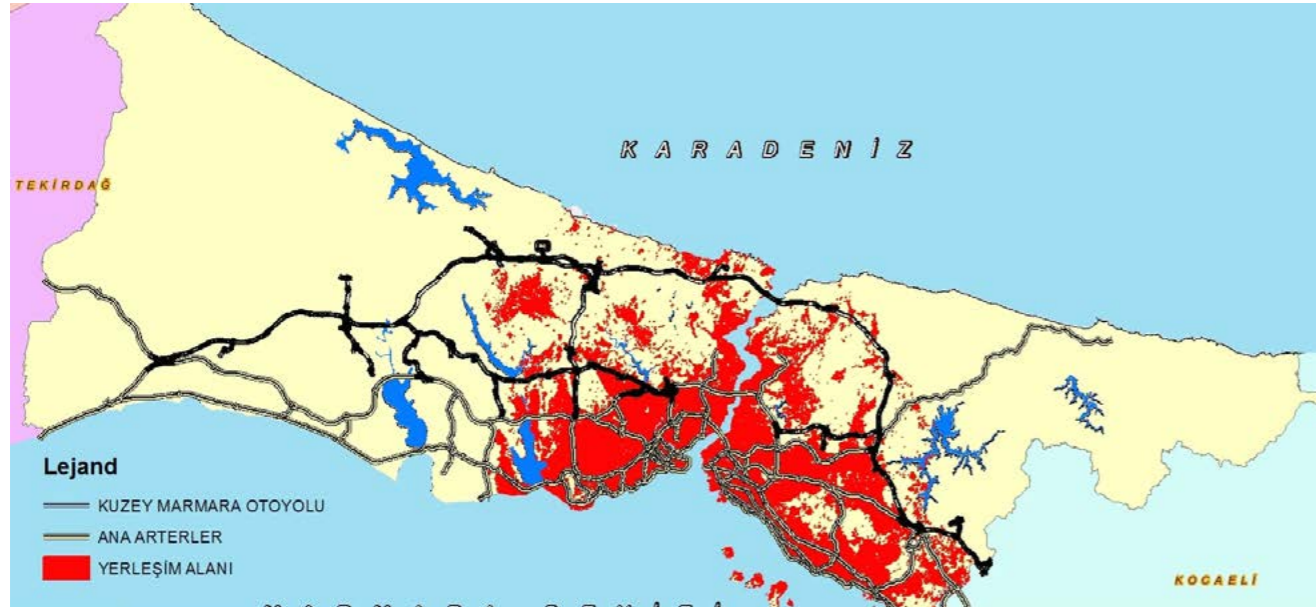 KARADENİZ
TEKİRDAĞ
Lejand
KUZEY MARMARA OTOYOLU
ANA ARTERLER
YERLEŞİM ALANI
KOCAELİ